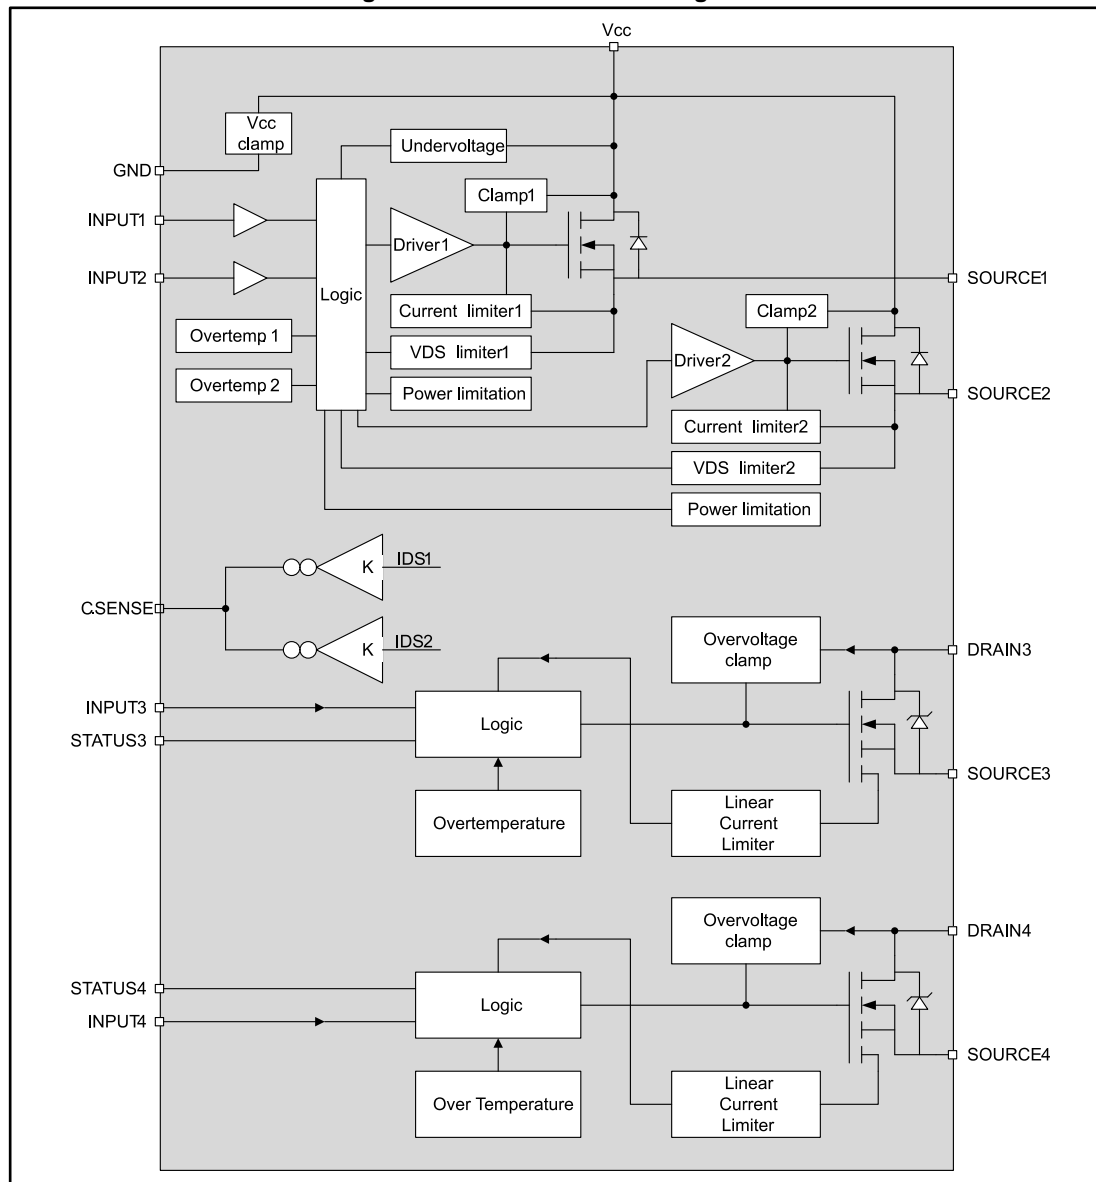 Vcc
Vcc
clamp
Undervoltage
GND
Clamp1
INPUT1
Driver1
INPUT2
SOURCE1
Logic
Current limiter1
Clamp2
Overtemp 1
VDS limiter1
Driver2
Overtemp 2
Power limitation
SOURCE2
Current limiter2
VDS limiter2
Power limitation
K
IDS1
C.SENSE
K
IDS2
Overvoltage
clamp
DRAIN3
INPUT3
Logic
STATUS3
SOURCE3
Overtemperature
Linear
Current
Limiter
Overvoltage
clamp
DRAIN4
STATUS4
Logic
INPUT4
SOURCE4
Over Temperature
Linear
Current
Limiter